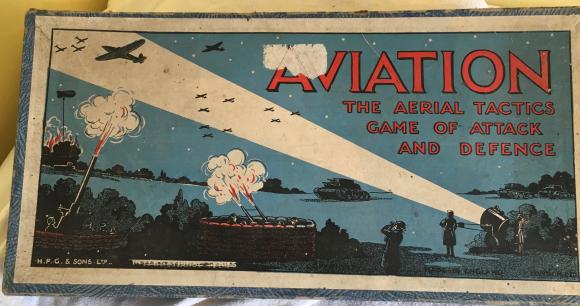 AVIATION
THE AERIAL TACTICS
GAME OF ATTACK
AND DEFENCE
H.P.G. & SONS LTD.